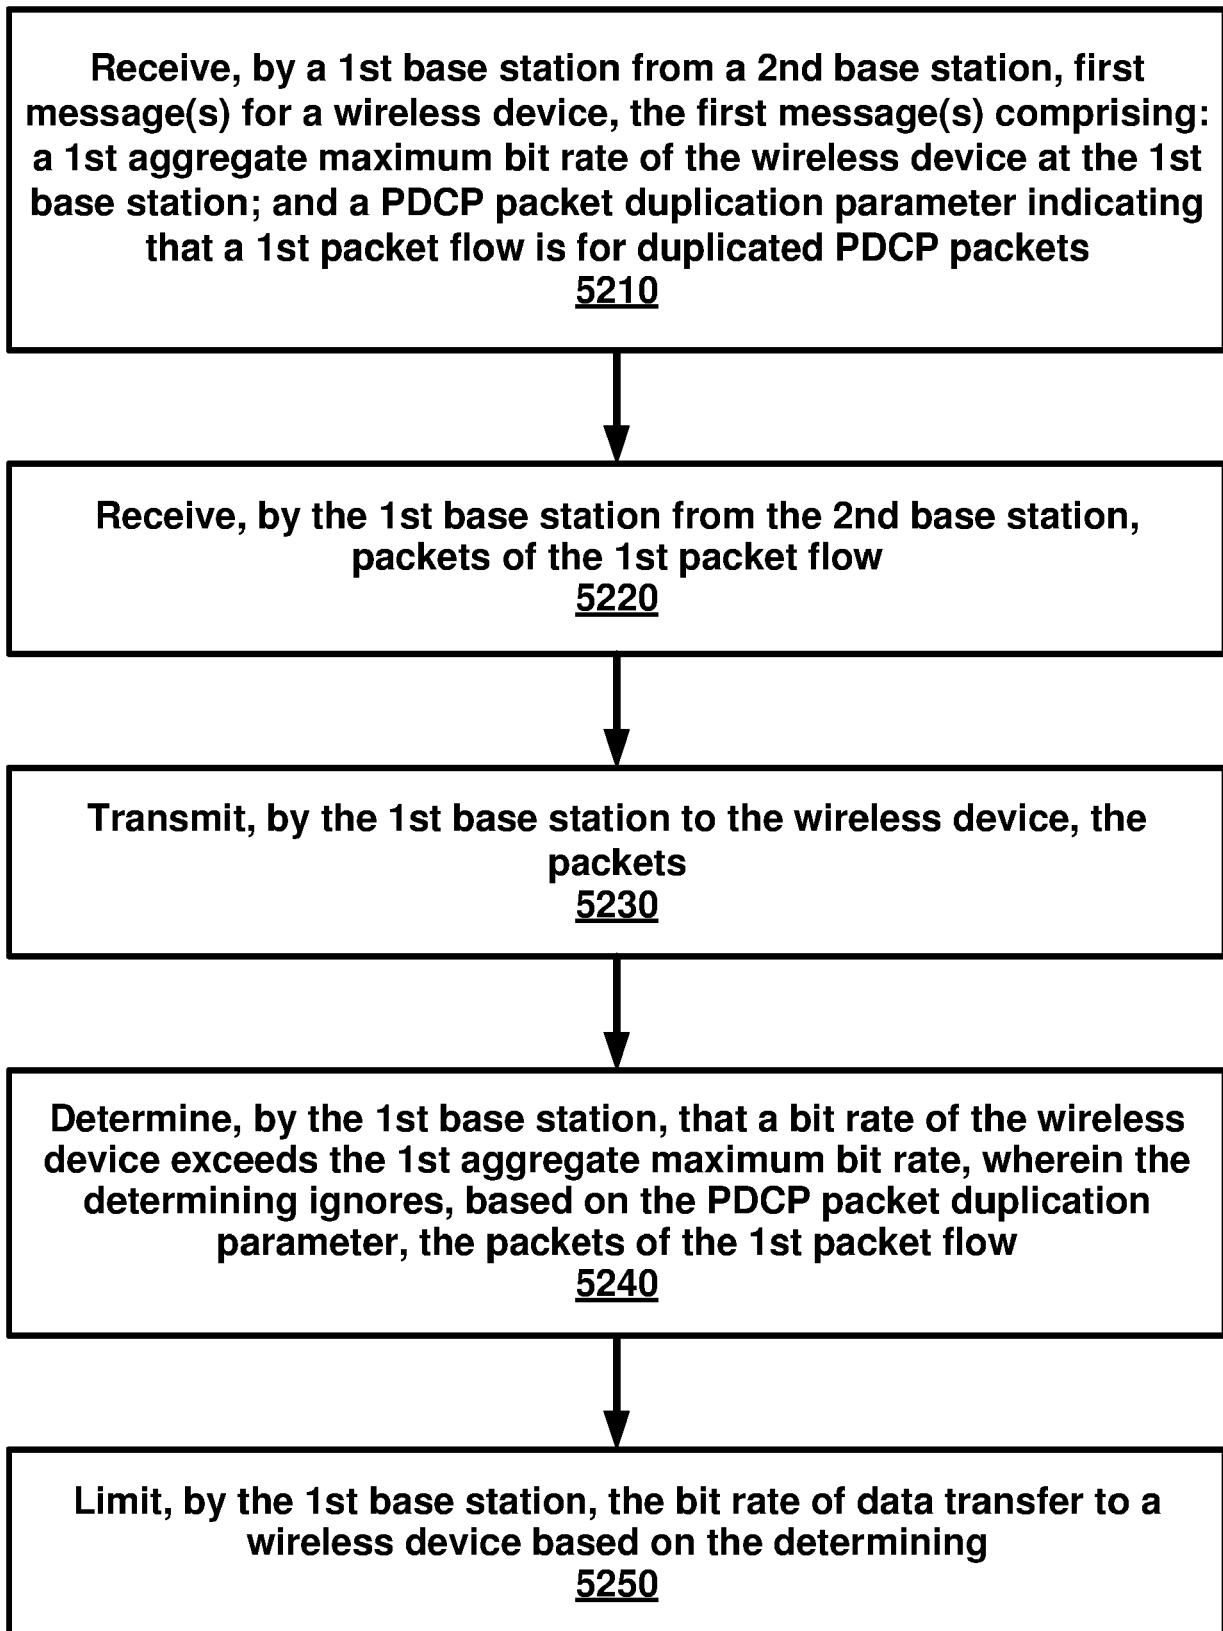 Receive, by a 1st base station from a 2nd base station, first
message(s) for a wireless device, the first message(s) comprising:
a 1st aggregate maximum bit rate of the wireless device at the 1st
base station; and a PDCP packet duplication parameter indicating
that a 1st packet flow is for duplicated PDCP packets
5210
Receive, by the 1st base station from the 2nd base station,
packets of the 1st packet flow
5220
Transmit, by the 1st base station to the wireless device, the
packets
5230
Determine, by the 1st base station, that a bit rate of the wireless
device exceeds the 1st aggregate maximum bit rate, wherein the
determining ignores, based on the PDCP packet duplication
parameter, the packets of the 1st packet flow
5240
Limit, by the 1st base station, the bit rate of data transfer to a
wireless device based on the determining
5250